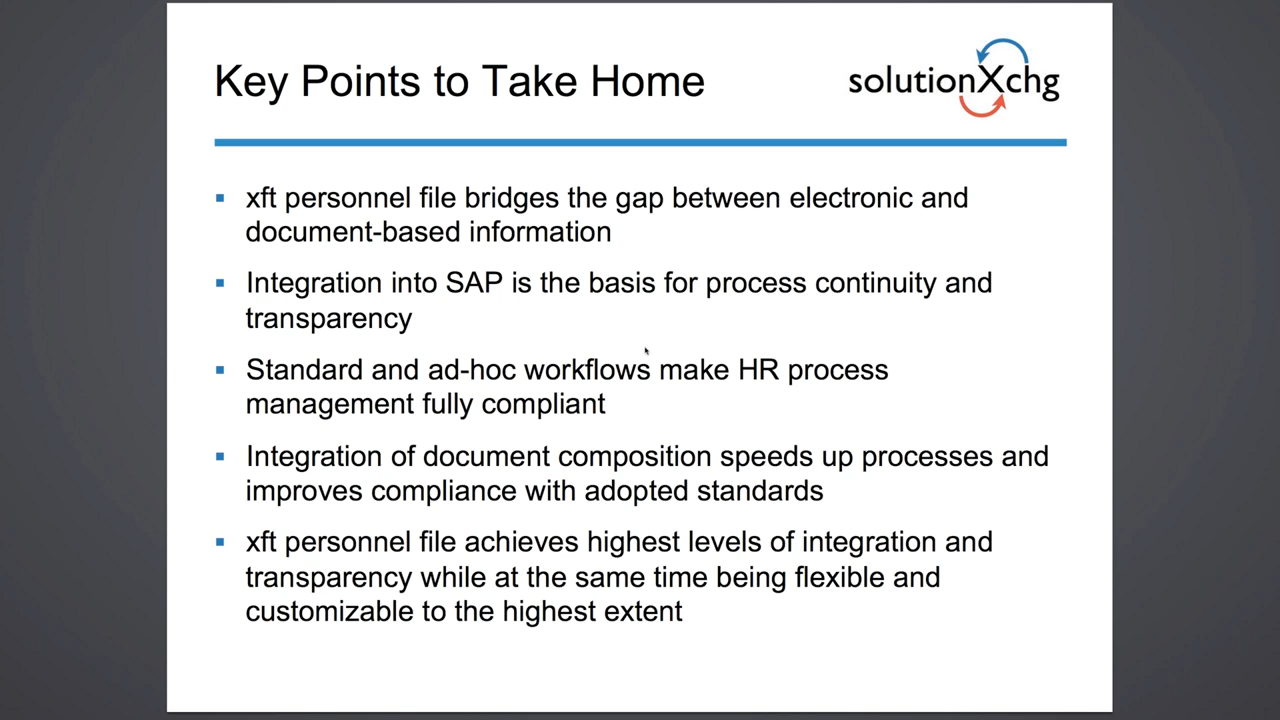 Key Points to Take Home
solutionXchg
▪ xft personnel file bridges the gap between electronic and
document-based information
▪ Integration into SAP is the basis for process continuity and
transparency
▪ Standard and ad-hoc workflows make HR process
management fully compliant
▪ Integration of document composition speeds up processes and
improves compliance with adopted standards
▪ xft personnel file achieves highest levels of integration and
transparency while at the same time being flexible and
customizable to the highest extent